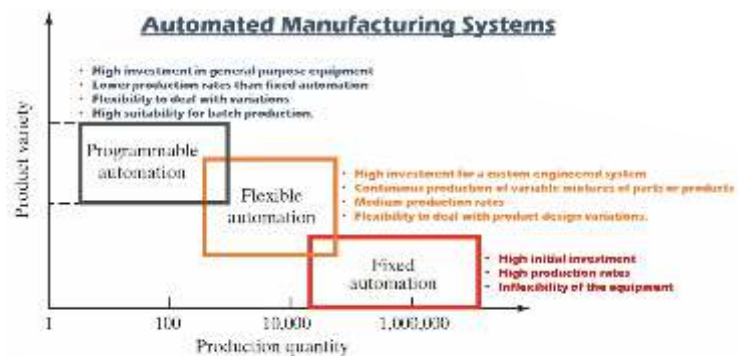 Automated Manufacturing Systems
• High investment in general purpose equipment
• Lower production rates than fixed automation
• Flexibility to deal with variations
• High suitability for batch production.
Product variety
Programmable
automation
Flexible
automation
• High investment for a custom engineered system
• Continuous production of variable mixtures of parts or products
• Medium production rates
• Flexibility to deal with product design variations.
Fixed
automation
• High initial investment
• High production rates
• Inflexibility of the equipment
1
100
10,000
1,000,000
Production quantity